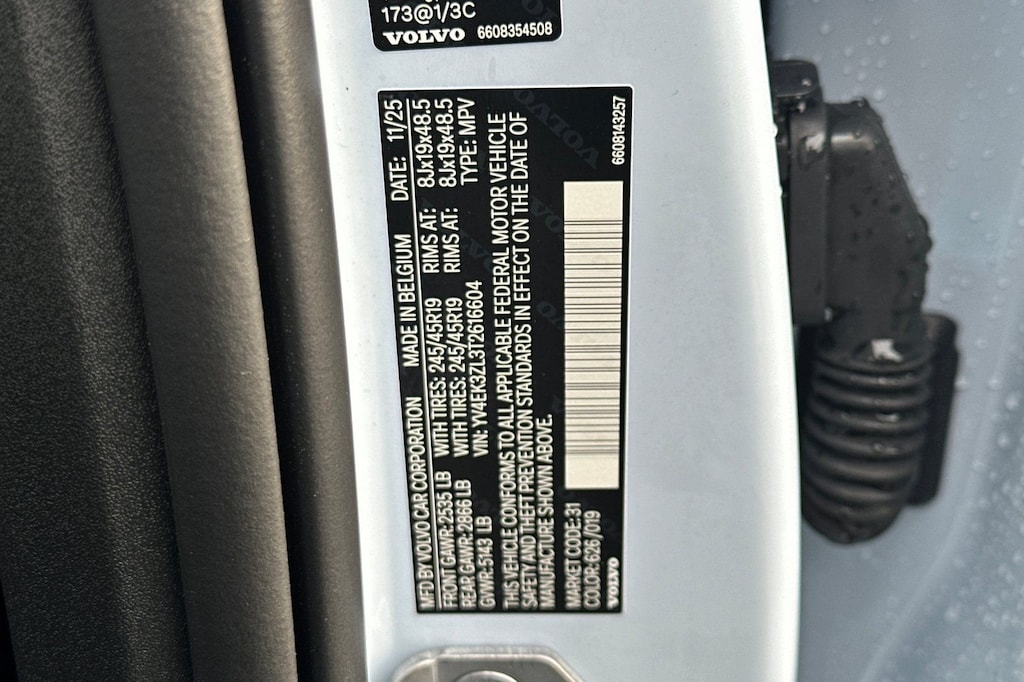 173@1/3C
VOLVO 6608354508
MFD BY VOLVO CAR CORPORATION MADE IN BELGIUM DATE: 11/25
FRONT GAWR: 2535 LB WITH TIRES: 245/45R19 RIMS AT: 8Jx19x48.5
REAR GAWR: 2866 LB WITH TIRES: 245/45R19 RIMS AT: 8Jx19x48.5
GVWR: 5143 LB VIN: YV4EK3ZL3T2616604 TYPE: MPV
THIS VEHICLE CONFORMS TO ALL APPLICABLE FEDERAL MOTOR VEHICLE
SAFETY AND THEFT PREVENTION STANDARDS IN EFFECT ON THE DATE OF
MANUFACTURE SHOWN ABOVE.
MARKET CODE: 31
COLOR: 626 /019
VOLVO 6608143257